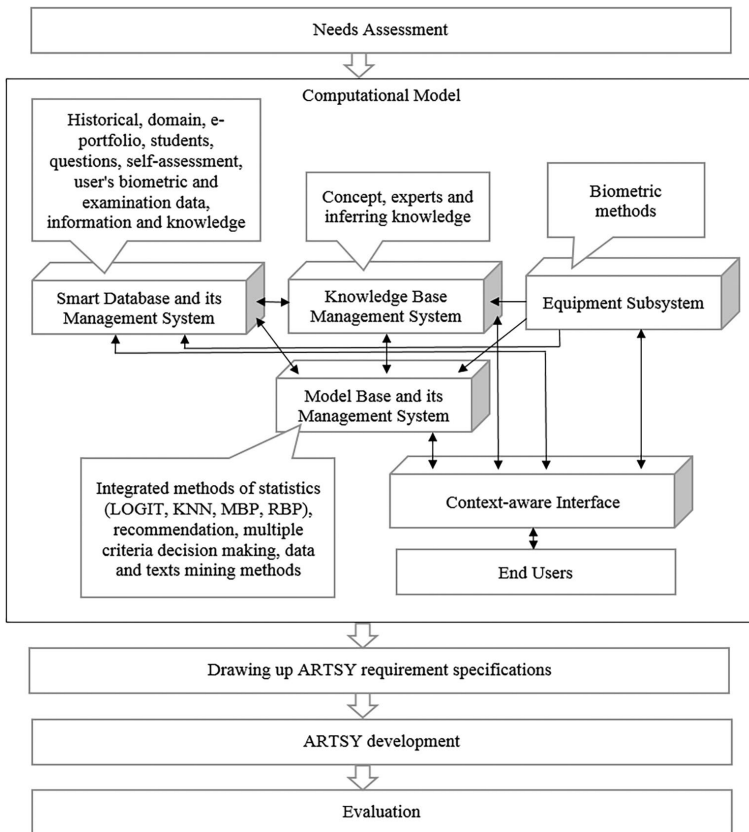 Needs Assessment
Computational Model
Historical, domain, e-
portfolio, students,
questions, self-assessment,
user's biometric and
examination data,
information and knowledge
Concept, experts and
inferring knowledge
Biometric
methods
Smart Database and its
Management System
Knowledge Base
Management System
Equipment Subsystem
Model Base and its
Management System
Integrated methods of statistics
(LOGIT, KNN, MBP, RBP),
recommendation, multiple
criteria decision making, data
and texts mining methods
Context-aware Interface
End Users
Drawing up ARTSY requirement specifications
ARTSY development
Evaluation